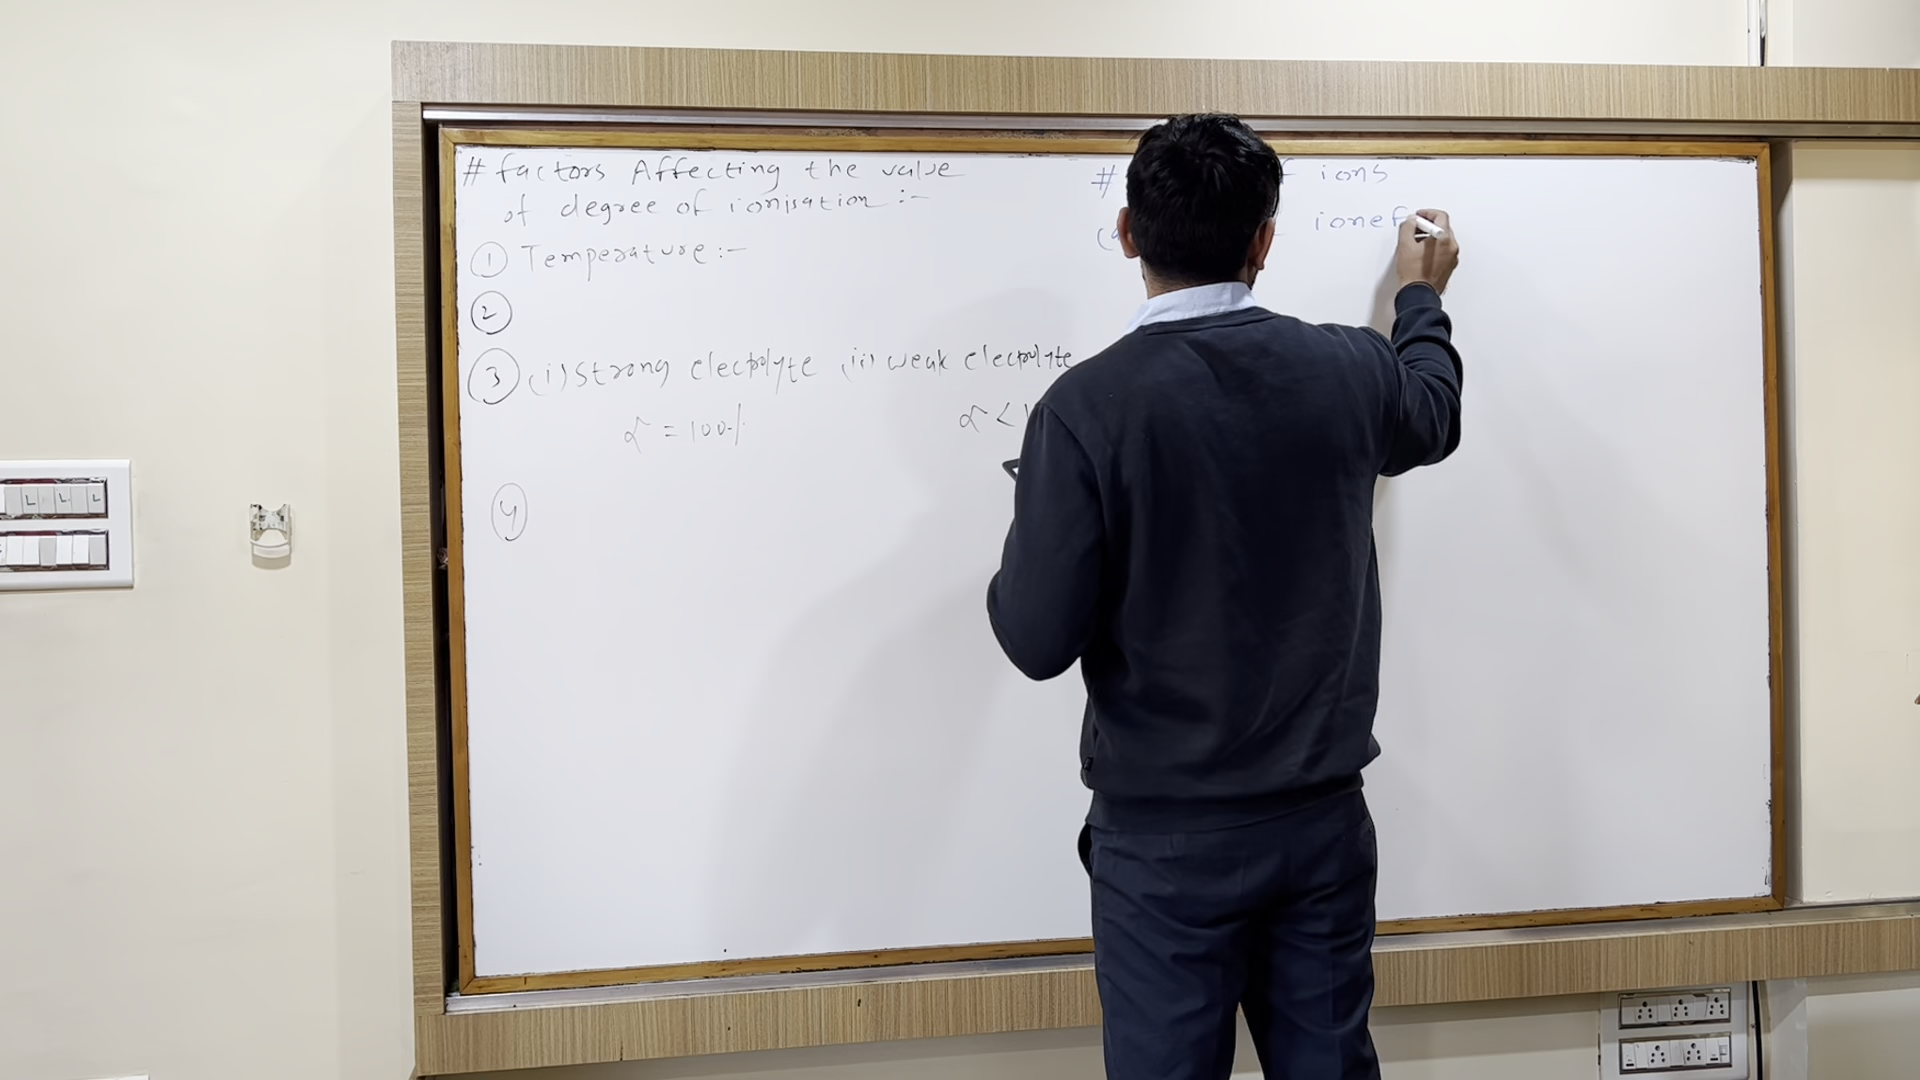 # factors Affecting the value
of degree of ionisation :-
① Temperature :-
②
③ (i) strong electrolyte (ii) weak electrolyte
α = 100% α < 1
④
# ions
(a ionef